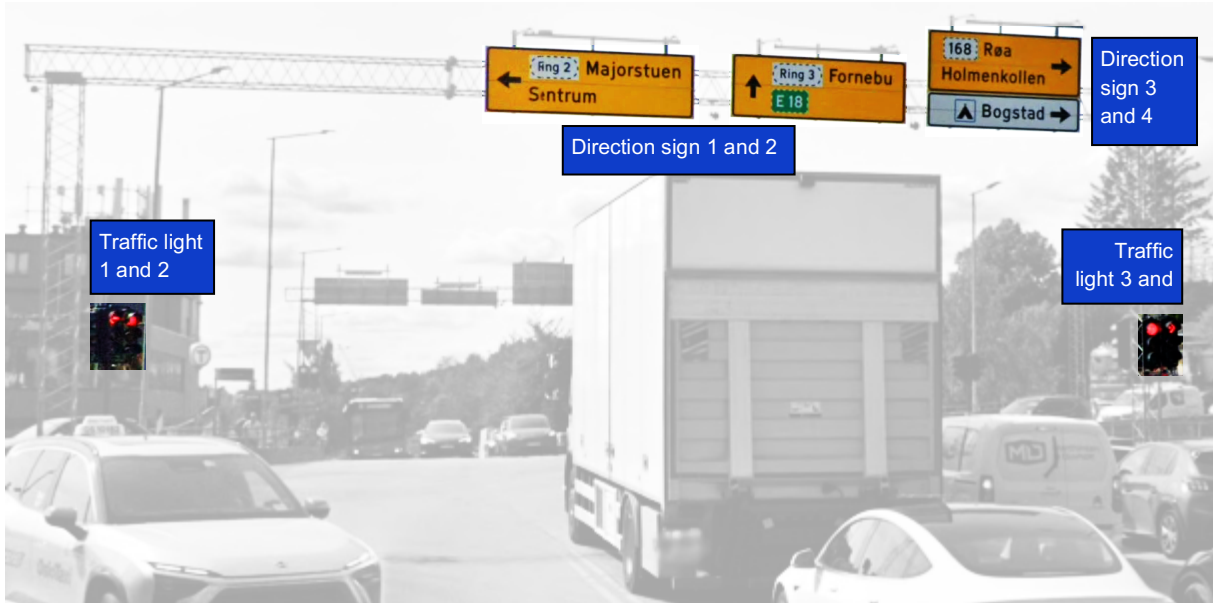 Ring 2 Majorstuen
Sentrum
Ring 3 Fornebu
E 18
168 Røa
Holmenkollen
Bogstad
Direction
sign 3
and 4
Direction sign 1 and 2
Traffic light
1 and 2
Traffic
light 3 and
T